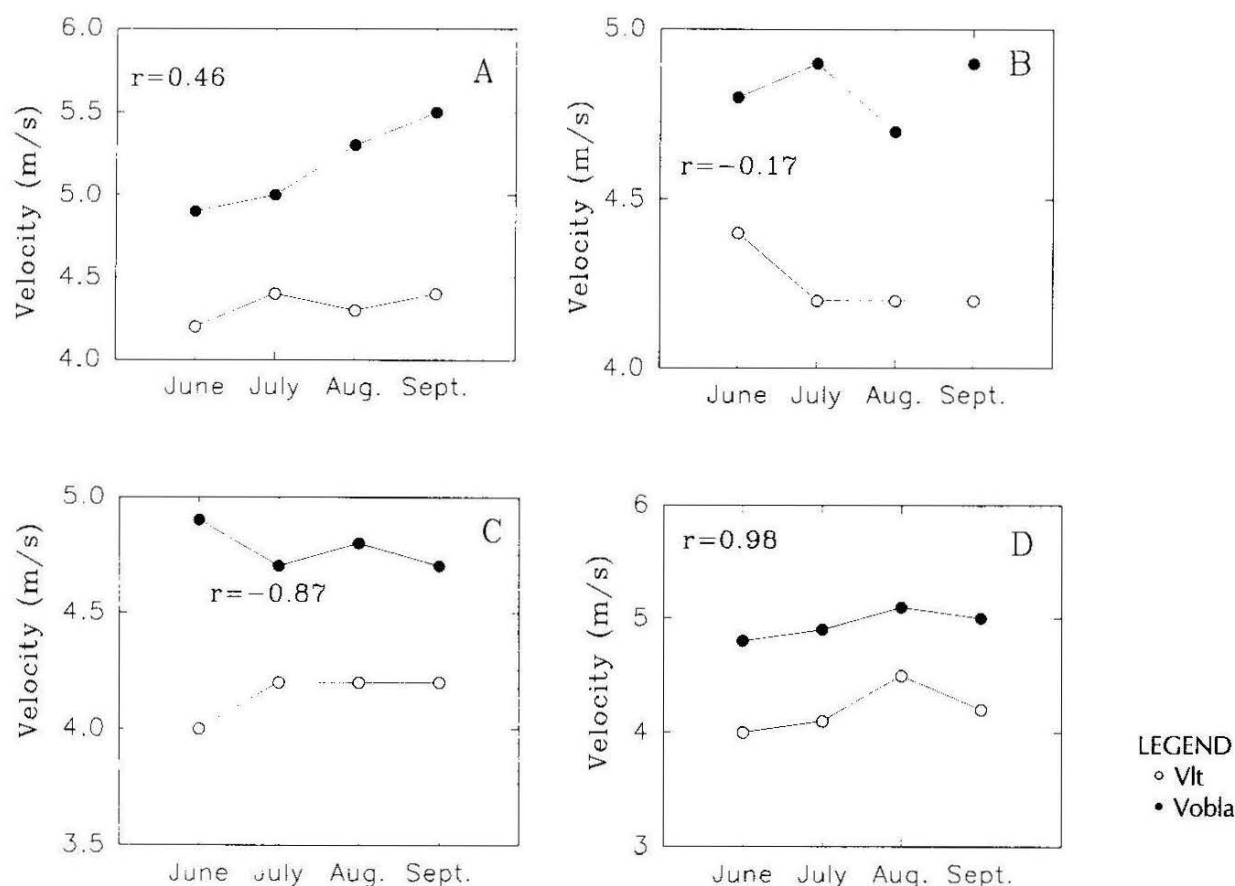 6.0
A
r=0.46
5.5
5.0
4.5
4.0
Velocity (m/s)
June July Aug. Sept.
5.0
B
r=−0.17
4.5
4.0
Velocity (m/s)
June July Aug. Sept.
5.0
C
r=−0.87
4.5
4.0
3.5
Velocity (m/s)
June July Aug. Sept.
6
r=0.98
D
5
4
3
Velocity (m/s)
June July Aug. Sept.
LEGEND
○ Vlt
● Vobla